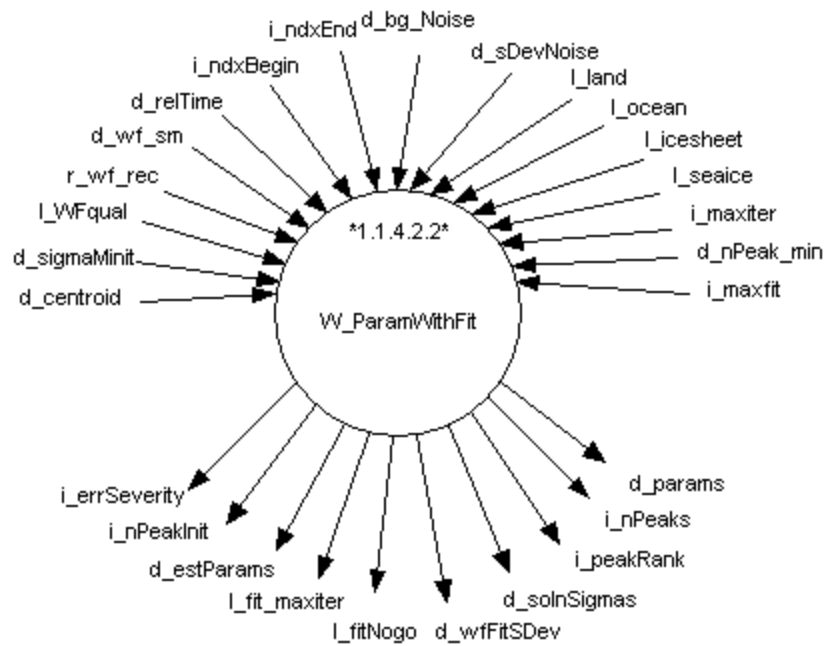 d_bg_Noise
i_ndxEnd
d_sDevNoise
i_ndxBegin
l_land
d_relTime
l_ocean
d_wf_sm
l_icesheet
r_wf_rec
l_seaice
l_WFqual
i_maxiter
*1.1.4.2.2*
d_sigmaMinit
d_nPeak_min
d_centroid
i_maxfit
W_ParamWithFit
d_params
i_errSeverity
i_nPeaks
i_nPeakInit
i_peakRank
d_estParams
d_solnSigmas
l_fit_maxiter
l_fitNogo
d_wfFitSDev